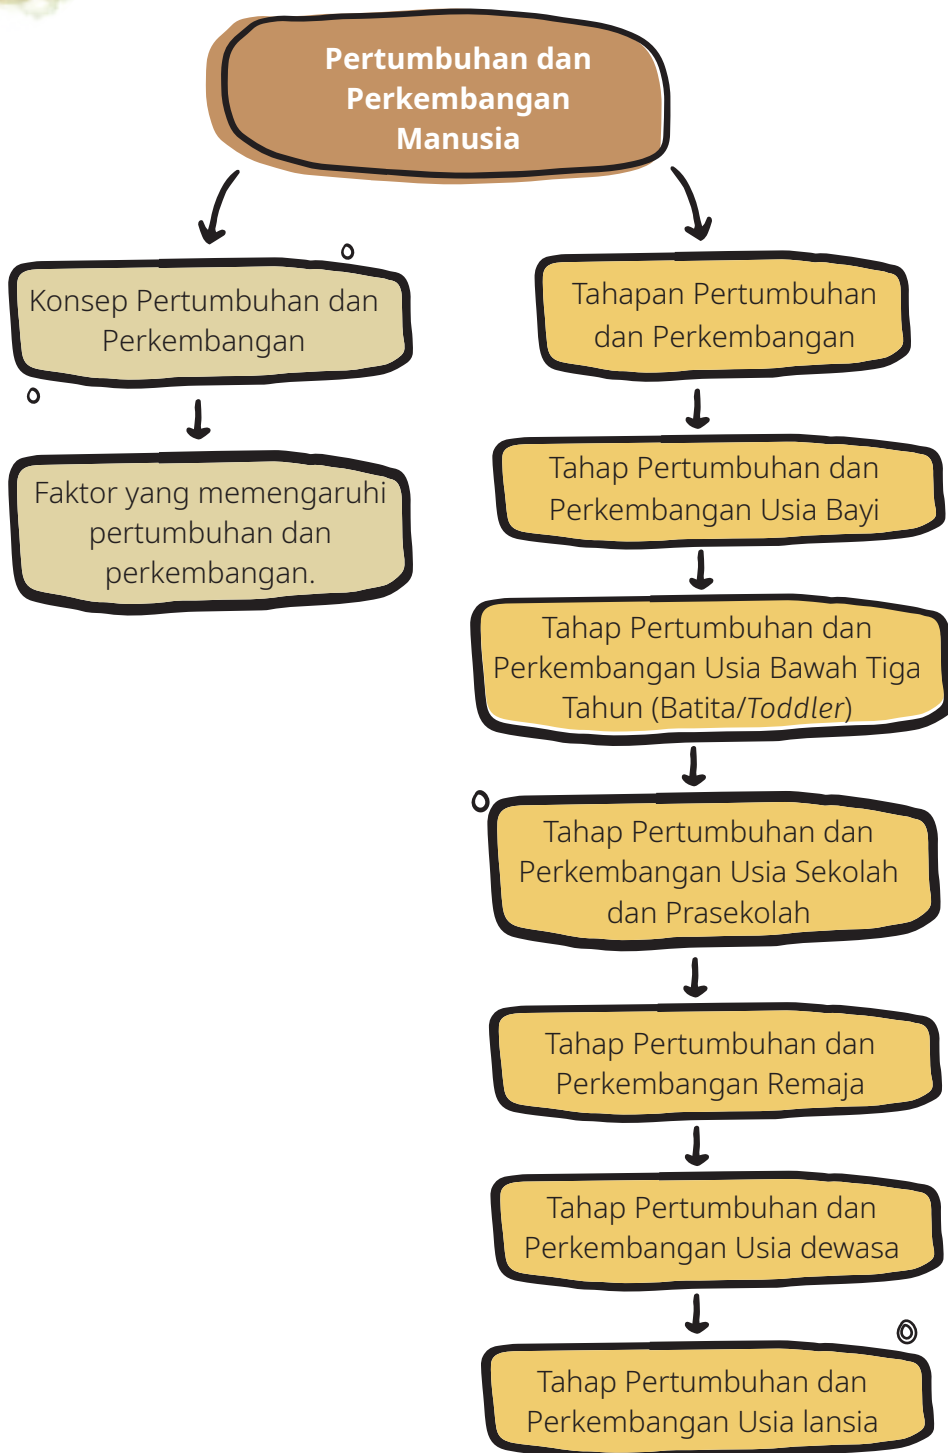 Pertumbuhan dan
Perkembangan
Manusia
Konsep Pertumbuhan dan
Perkembangan
Faktor yang memengaruhi
pertumbuhan dan
perkembangan.
Tahapan Pertumbuhan
dan Perkembangan
Tahap Pertumbuhan dan
Perkembangan Usia Bayi
Tahap Pertumbuhan dan
Perkembangan Usia Bawah Tiga
Tahun (Batita/Toddler)
Tahap Pertumbuhan dan
Perkembangan Usia Sekolah
dan Prasekolah
Tahap Pertumbuhan dan
Perkembangan Remaja
Tahap Pertumbuhan dan
Perkembangan Usia dewasa
Tahap Pertumbuhan dan
Perkembangan Usia lansia